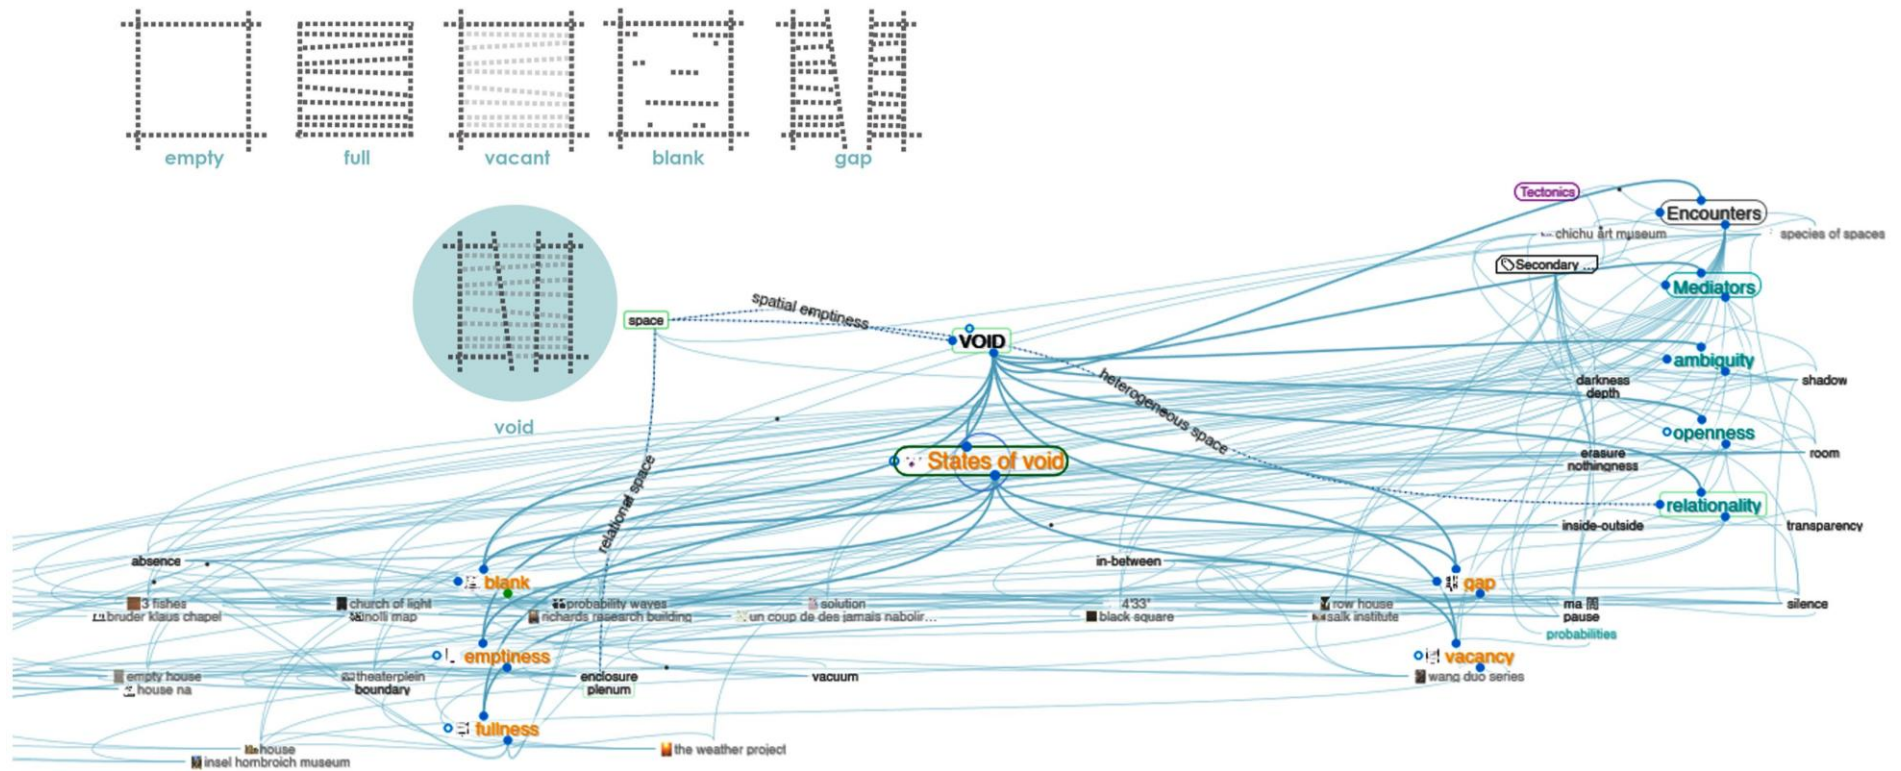 empty
full
vacant
blank
gap
void
Tectonics
Encounters
chichu art museum
species of spaces
Secondary ...
Mediators
spatial emptiness
space
VOID
heterogeneous space
ambiguity
darkness
depth
shadow
openness
States of void
erasure
nothingness
room
relational space
relationality
inside-outside
transparency
absence
in-between
blank
gap
3 fishes
church of light
probability waves
solution
4'33"
row house
ma 間
silence
bruder klaus chapel
nolli map
richards research building
un coup de des jamais nabolir...
black square
salk institute
pause
probabilities
emptiness
vacancy
empty house
theaterplein
enclosure
vacuum
wang duo series
house na
boundary
plenum
fullness
house
the weather project
insel hombroich museum